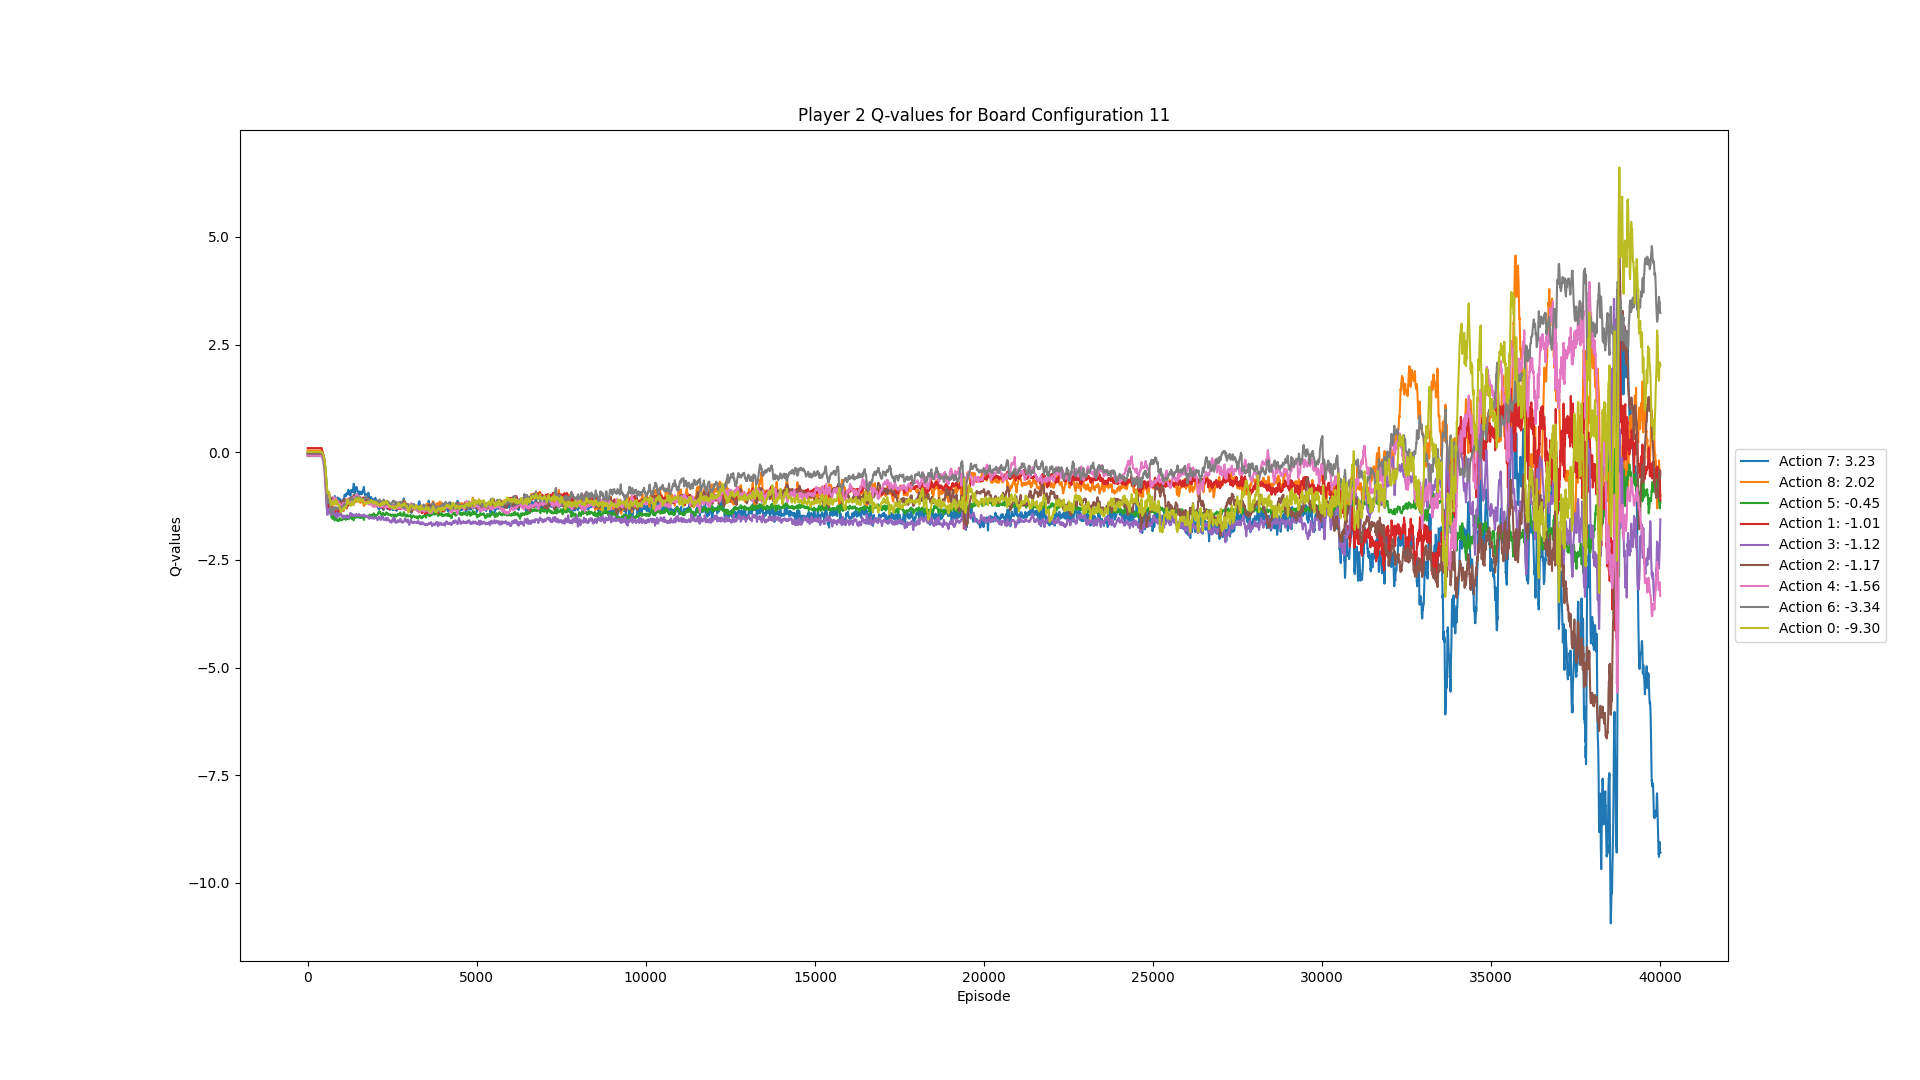 Player 2 Q-values for Board Configuration 11
5.0
2.5
0.0
−2.5
−5.0
−7.5
−10.0
Q-values
0 5000 10000 15000 20000 25000 30000 35000 40000
Episode
Action 7: 3.23
Action 8: 2.02
Action 5: -0.45
Action 1: -1.01
Action 3: -1.12
Action 2: -1.17
Action 4: -1.56
Action 6: -3.34
Action 0: -9.30